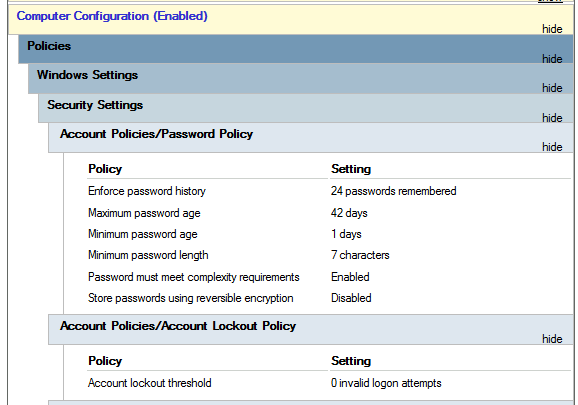 Computer Configuration (Enabled)
hide
Policies
hide
Windows Settings
hide
Security Settings
hide
Account Policies/Password Policy
hide
Policy Setting
Enforce password history 24 passwords remembered
Maximum password age 42 days
Minimum password age 1 days
Minimum password length 7 characters
Password must meet complexity requirements Enabled
Store passwords using reversible encryption Disabled
Account Policies/Account Lockout Policy
hide
Policy Setting
Account lockout threshold 0 invalid logon attempts